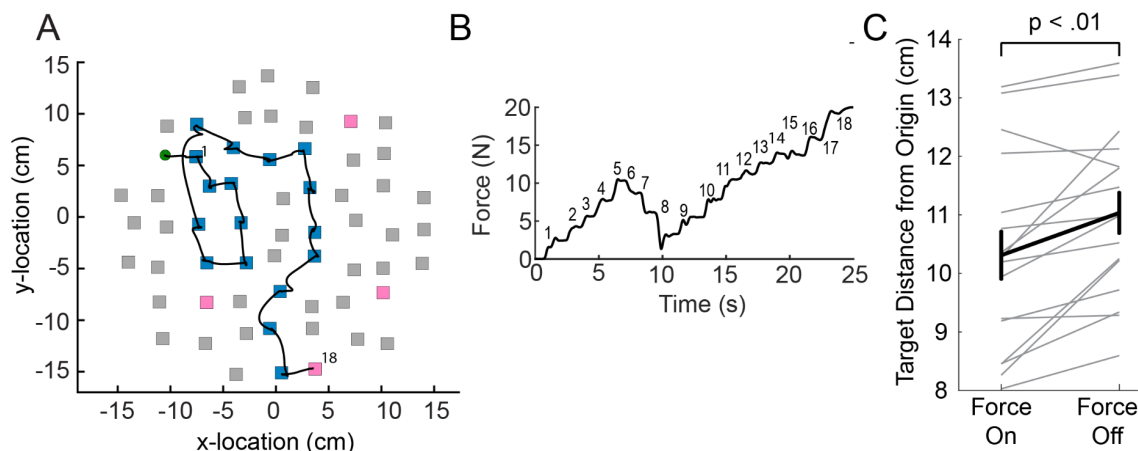 A
15
10
5
0
-5
-10
-15
y-location (cm)
1
18
-15 -10 -5 0 5 10 15
x-location (cm)
B
20
15
10
5
0
Force (N)
1 2 3 4 5 6 7 8 9 10 11 12 13 14 15 16 17 18
0 5 10 15 20 25
Time (s)
C
p < .01
14
13
12
11
10
9
8
Target Distance from Origin (cm)
Force Force
On Off